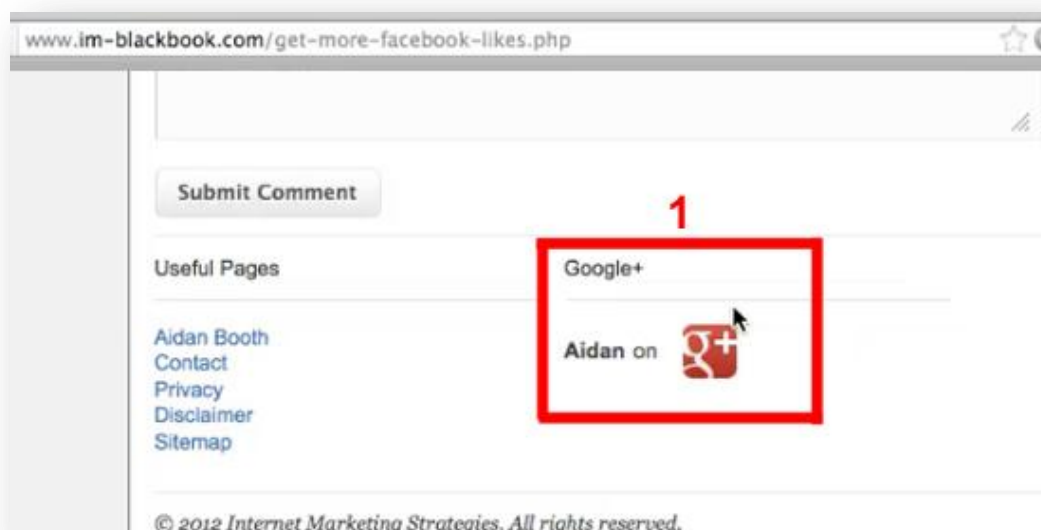 www.im-blackbook.com/get-more-facebook-likes.php
Submit Comment
1
Useful Pages
Google+
Aidan Booth
Contact
Privacy
Disclaimer
Sitemap
Aidan on g+
© 2012 Internet Marketing Strategies. All rights reserved.